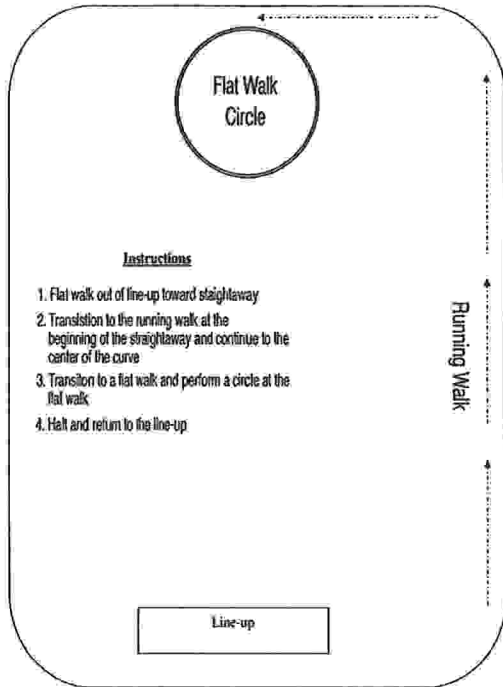 Flat Walk
Circle
Instructions
1. Flat walk out of line-up toward staightaway
2. Transistion to the running walk at the
beginning of the straightaway and continue to the
center of the curve
3. Transiton to a flat walk and perform a circle at the
flat walk
4. Halt and return to the line-up
Running Walk
Line-up